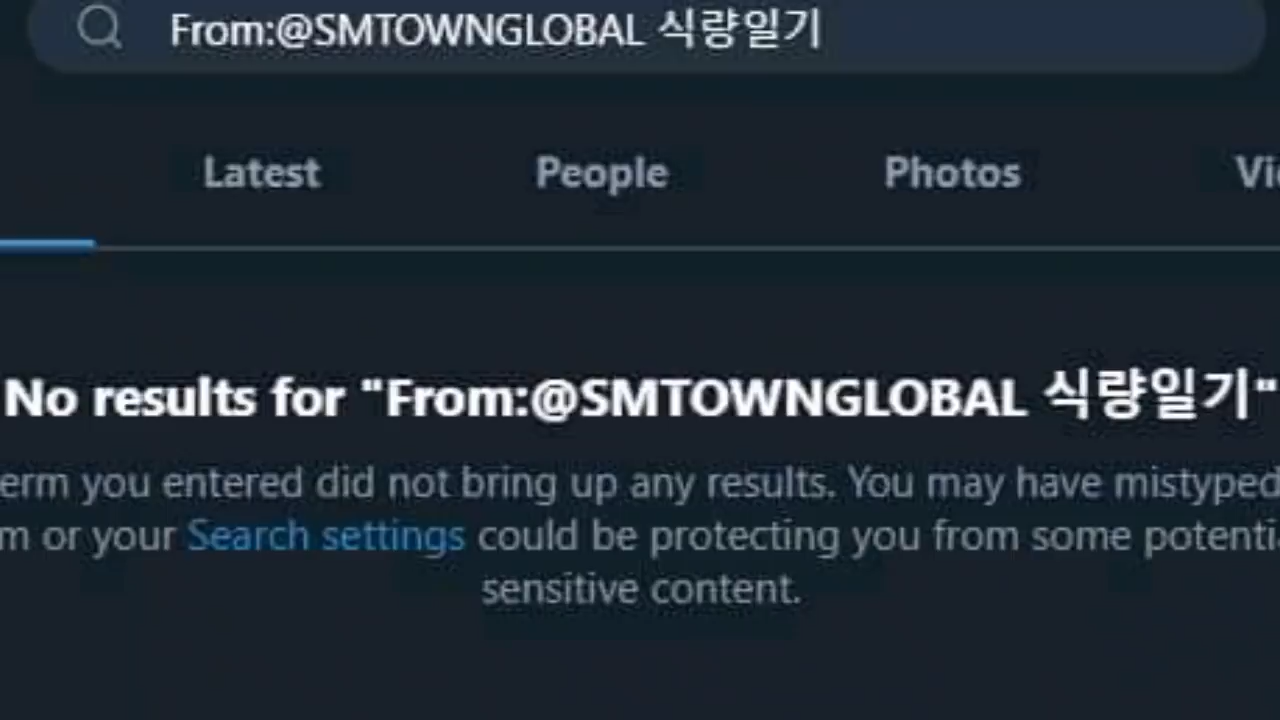 From:@SMTOWNGLOBAL 식량일기
Latest People Photos
No results for "From:@SMTOWNGLOBAL 식량일기"
erm you entered did not bring up any results. You may have mistyped
m or your Search settings could be protecting you from some potenti
sensitive content.